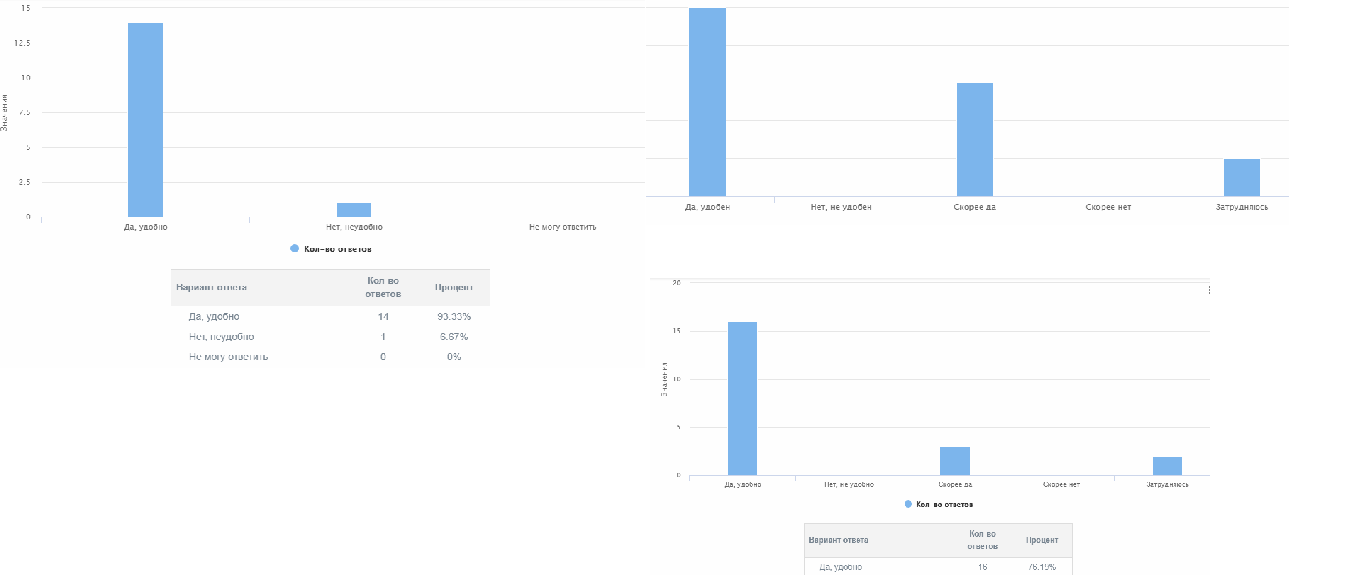 15
12.5
10
7.5
5
2.5
0
Значения
Да, удобно
Нет, неудобно
Не могу ответить
Кол-во ответов
Вариант ответа
Кол-во ответов
Процент
Да, удобно 14 93.33%
Нет, неудобно 1 6.67%
Не могу ответить 0 0%
Да, удобен
Нет, не удобен
Скорее да
Скорее нет
Затрудняюсь
20
15
10
5
0
Значения
Да, удобно
Нет, не удобно
Скорее да
Скорее нет
Затрудняюсь
Кол-во ответов
Вариант ответа
Кол-во ответов
Процент
Да, удобно 16 76.19%